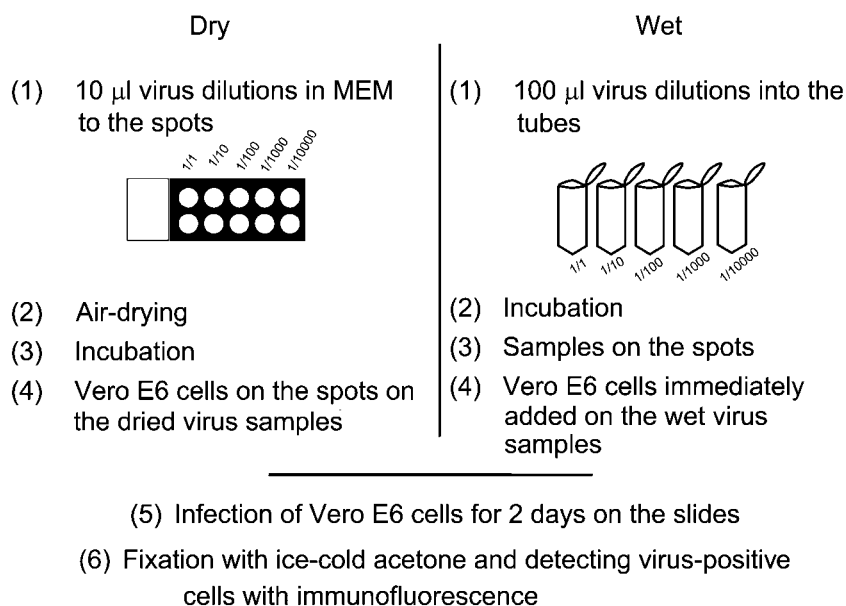 Dry
(1) 10 µl virus dilutions in MEM
to the spots
1/1 1/10 1/100 1/1000 1/10000
(2) Air-drying
(3) Incubation
(4) Vero E6 cells on the spots on
the dried virus samples
Wet
(1) 100 µl virus dilutions into the
tubes
1/1 1/10 1/100 1/1000 1/10000
(2) Incubation
(3) Samples on the spots
(4) Vero E6 cells immediately
added on the wet virus
samples
(5) Infection of Vero E6 cells for 2 days on the slides
(6) Fixation with ice-cold acetone and detecting virus-positive
cells with immunofluorescence